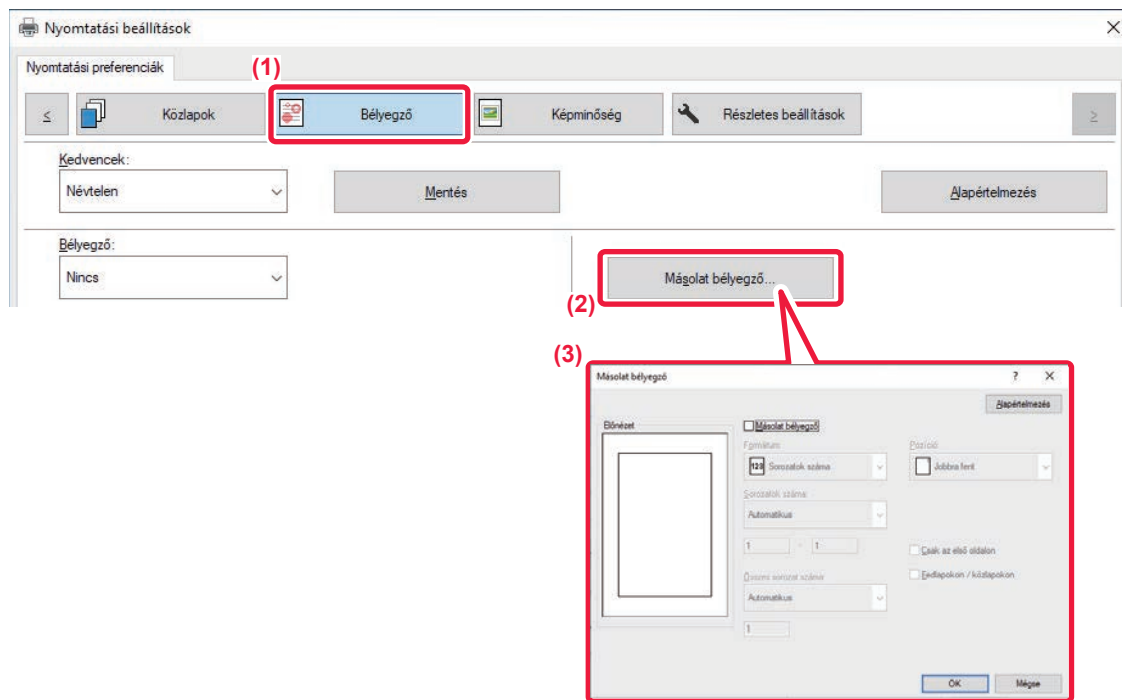 Nyomtatási beállítások
Nyomtatási preferenciák
(1)
≤ Közlapok Bélyegző Képminőség Részletes beállítások ≥
Kedvencek:
Névtelen Mentés Alapértelmezés
Bélyegző:
Nincs Másolat bélyegző...
(2)
(3)
Másolat bélyegző ?
Alapértelmezés
Előnézet Másolat bélyegző
Formátum: Pozíció:
123 Sorozatok száma Jobbra fent
Sorozatok száma:
Automatikus
1 - 1 Csak az első oldalon
Összes sorozat száma: Fedlapokon / közlapokon
Automatikus
1
OK Mégse